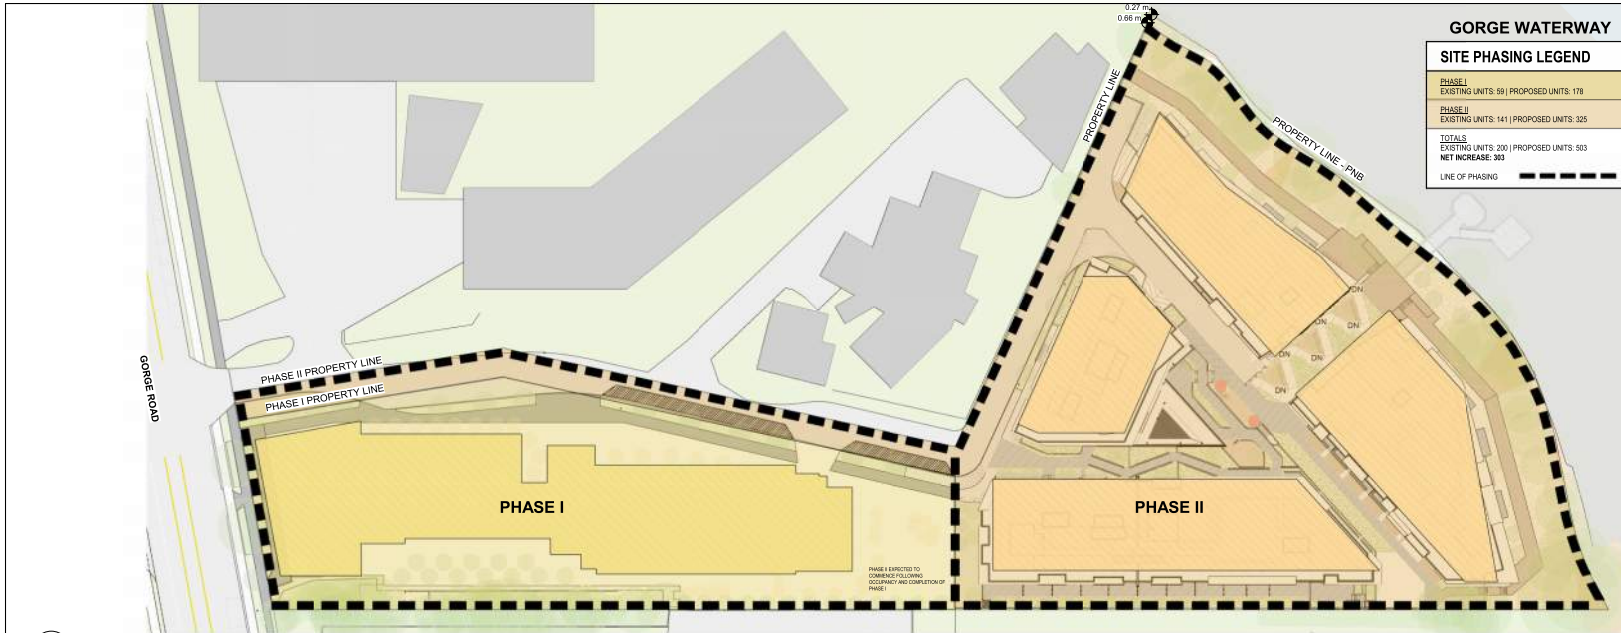 0.27 m
0.66 m
GORGE WATERWAY
SITE PHASING LEGEND
PHASE I
EXISTING UNITS: 59 | PROPOSED UNITS: 178
PHASE II
EXISTING UNITS: 141 | PROPOSED UNITS: 325
TOTALS
EXISTING UNITS: 200 | PROPOSED UNITS: 503
NET INCREASE: 303
LINE OF PHASING
PROPERTY LINE
PROPERTY LINE - PNB
DN
DN
DN
DN
DN
DN
GORGE ROAD
PHASE II PROPERTY LINE
PHASE I PROPERTY LINE
PHASE I
PHASE II
PHASE II EXPECTED TO
COMMENCE FOLLOWING
OCCUPANCY AND COMPLETION OF
PHASE I